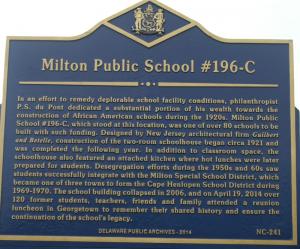 Milton Public School #196-C
In an effort to remedy deplorable school facility conditions, philanthropist
P.S. du Pont dedicated a substantial portion of his wealth towards the
construction of African American schools during the 1920s. Milton Public
School #196-C, which stood at this location, was one of over 80 schools to be
built with such funding. Designed by New Jersey architectural firm Guilbert
and Betelle, construction of the two-room schoolhouse began circa 1921 and
was completed the following year. In addition to classroom space, the
schoolhouse also featured an attached kitchen where hot lunches were later
prepared for students. Desegregation efforts during the 1950s and 60s saw
students successfully integrate with the Milton Special School District, which
became one of three towns to form the Cape Henlopen School District during
1969-1970. The school building collapsed in 2006, and on April 19, 2014 over
120 former students, teachers, friends and family attended a reunion
luncheon in Georgetown to remember their shared history and ensure the
continuation of the school's legacy.
DELAWARE PUBLIC ARCHIVES - 2014
NC-241